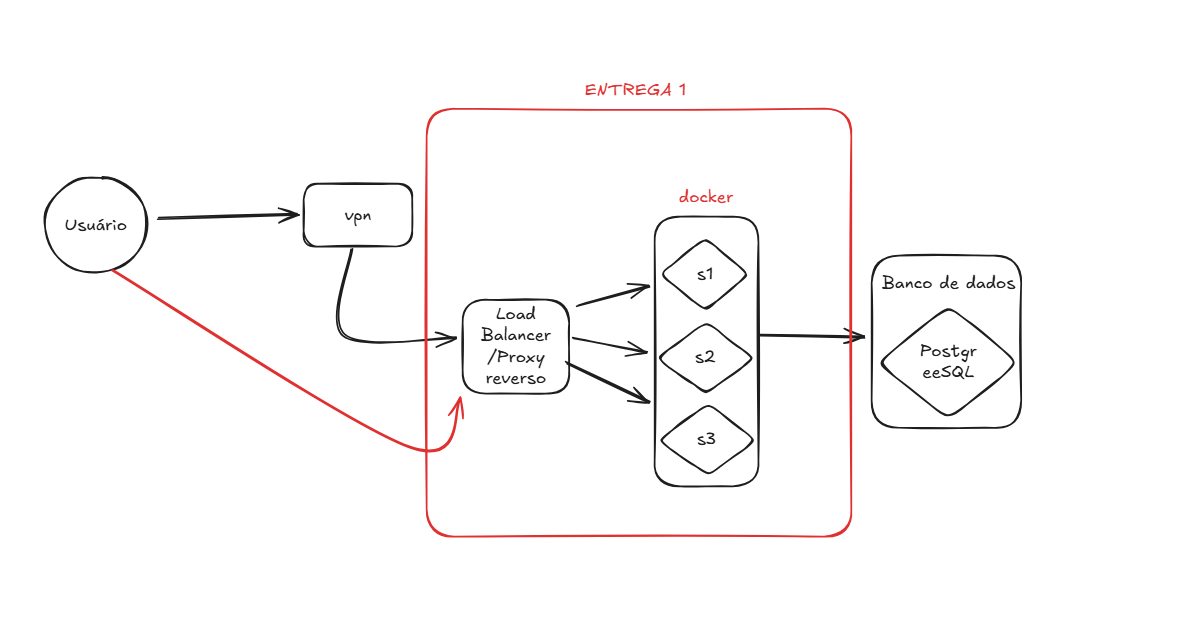 ENTREGA 1
docker
Usuário
vpn
Load
Balancer
/Proxy
reverso
s1
s2
s3
Banco de dados
Postgr
eeSQL